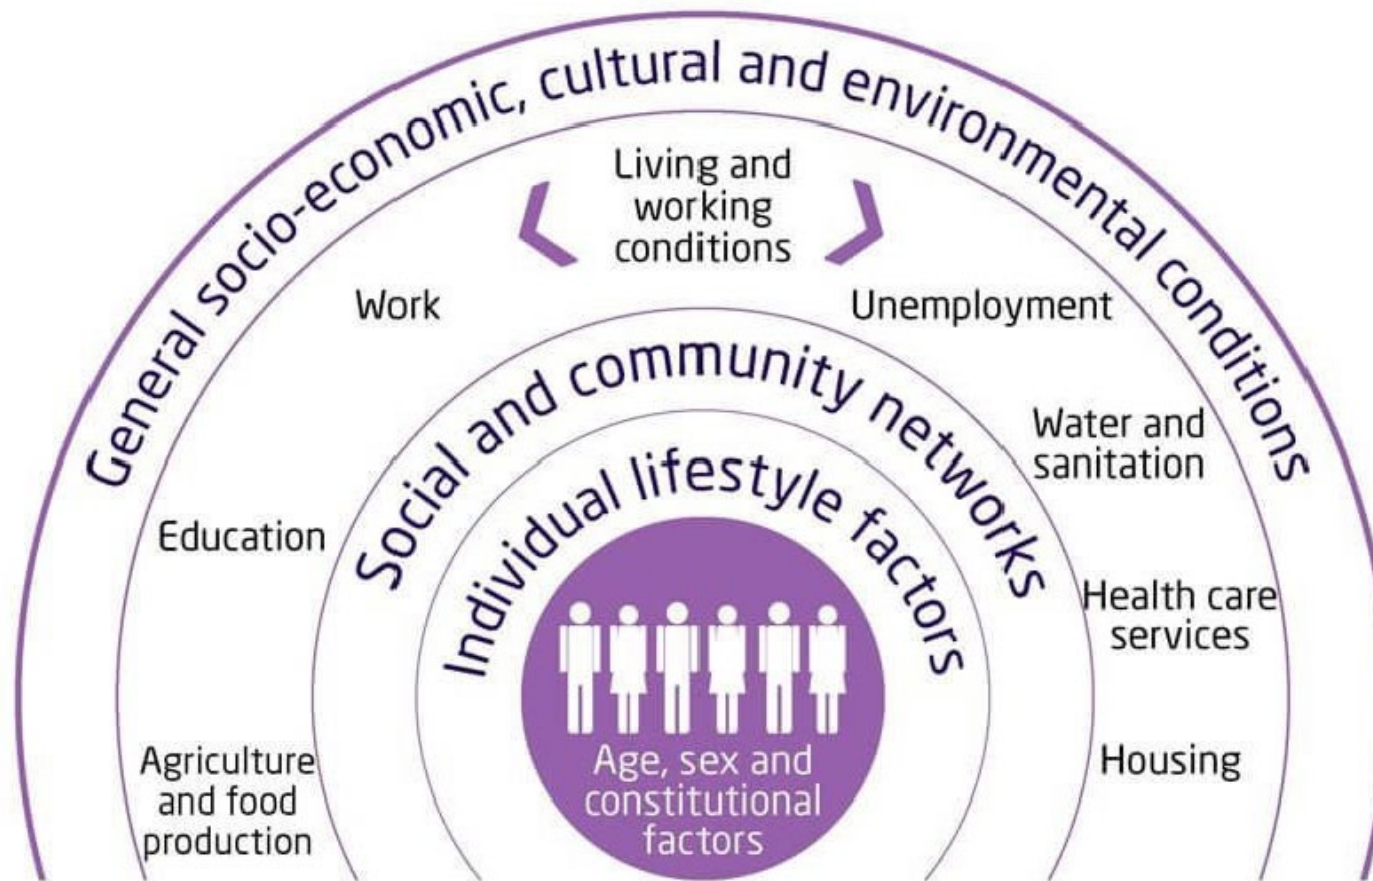 General socio-economic, cultural and environmental conditions
Living and
working
conditions
Work
Unemployment
Social and community networks
Water and
sanitation
Individual lifestyle factors
Education
Health care
services
Agriculture
and food
production
Housing
Age, sex and
constitutional
factors